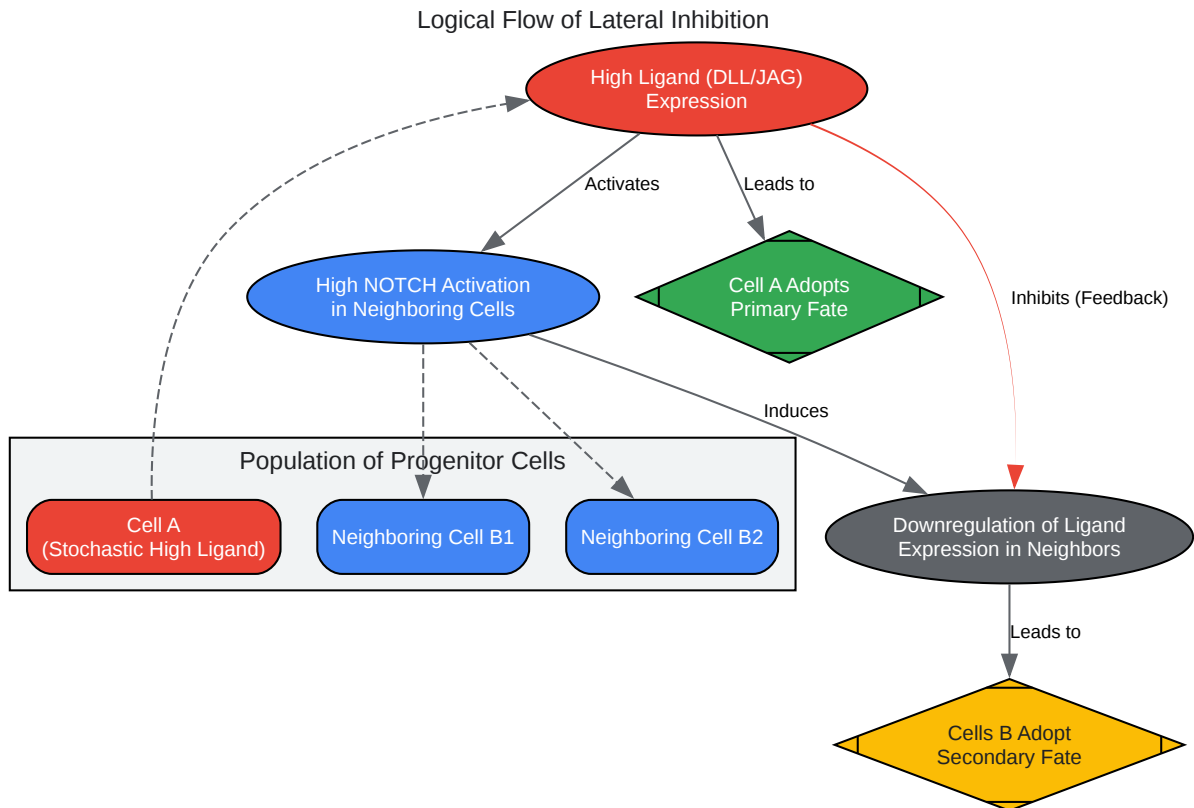 Logical Flow of Lateral Inhibition
High Ligand (DLL/JAG)
Expression
Activates
Leads to
High NOTCH Activation
in Neighboring Cells
Cell A Adopts
Primary Fate
Inhibits (Feedback)
Induces
Population of Progenitor Cells
Cell A
(Stochastic High Ligand)
Neighboring Cell B1
Neighboring Cell B2
Downregulation of Ligand
Expression in Neighbors
Leads to
Cells B Adopt
Secondary Fate